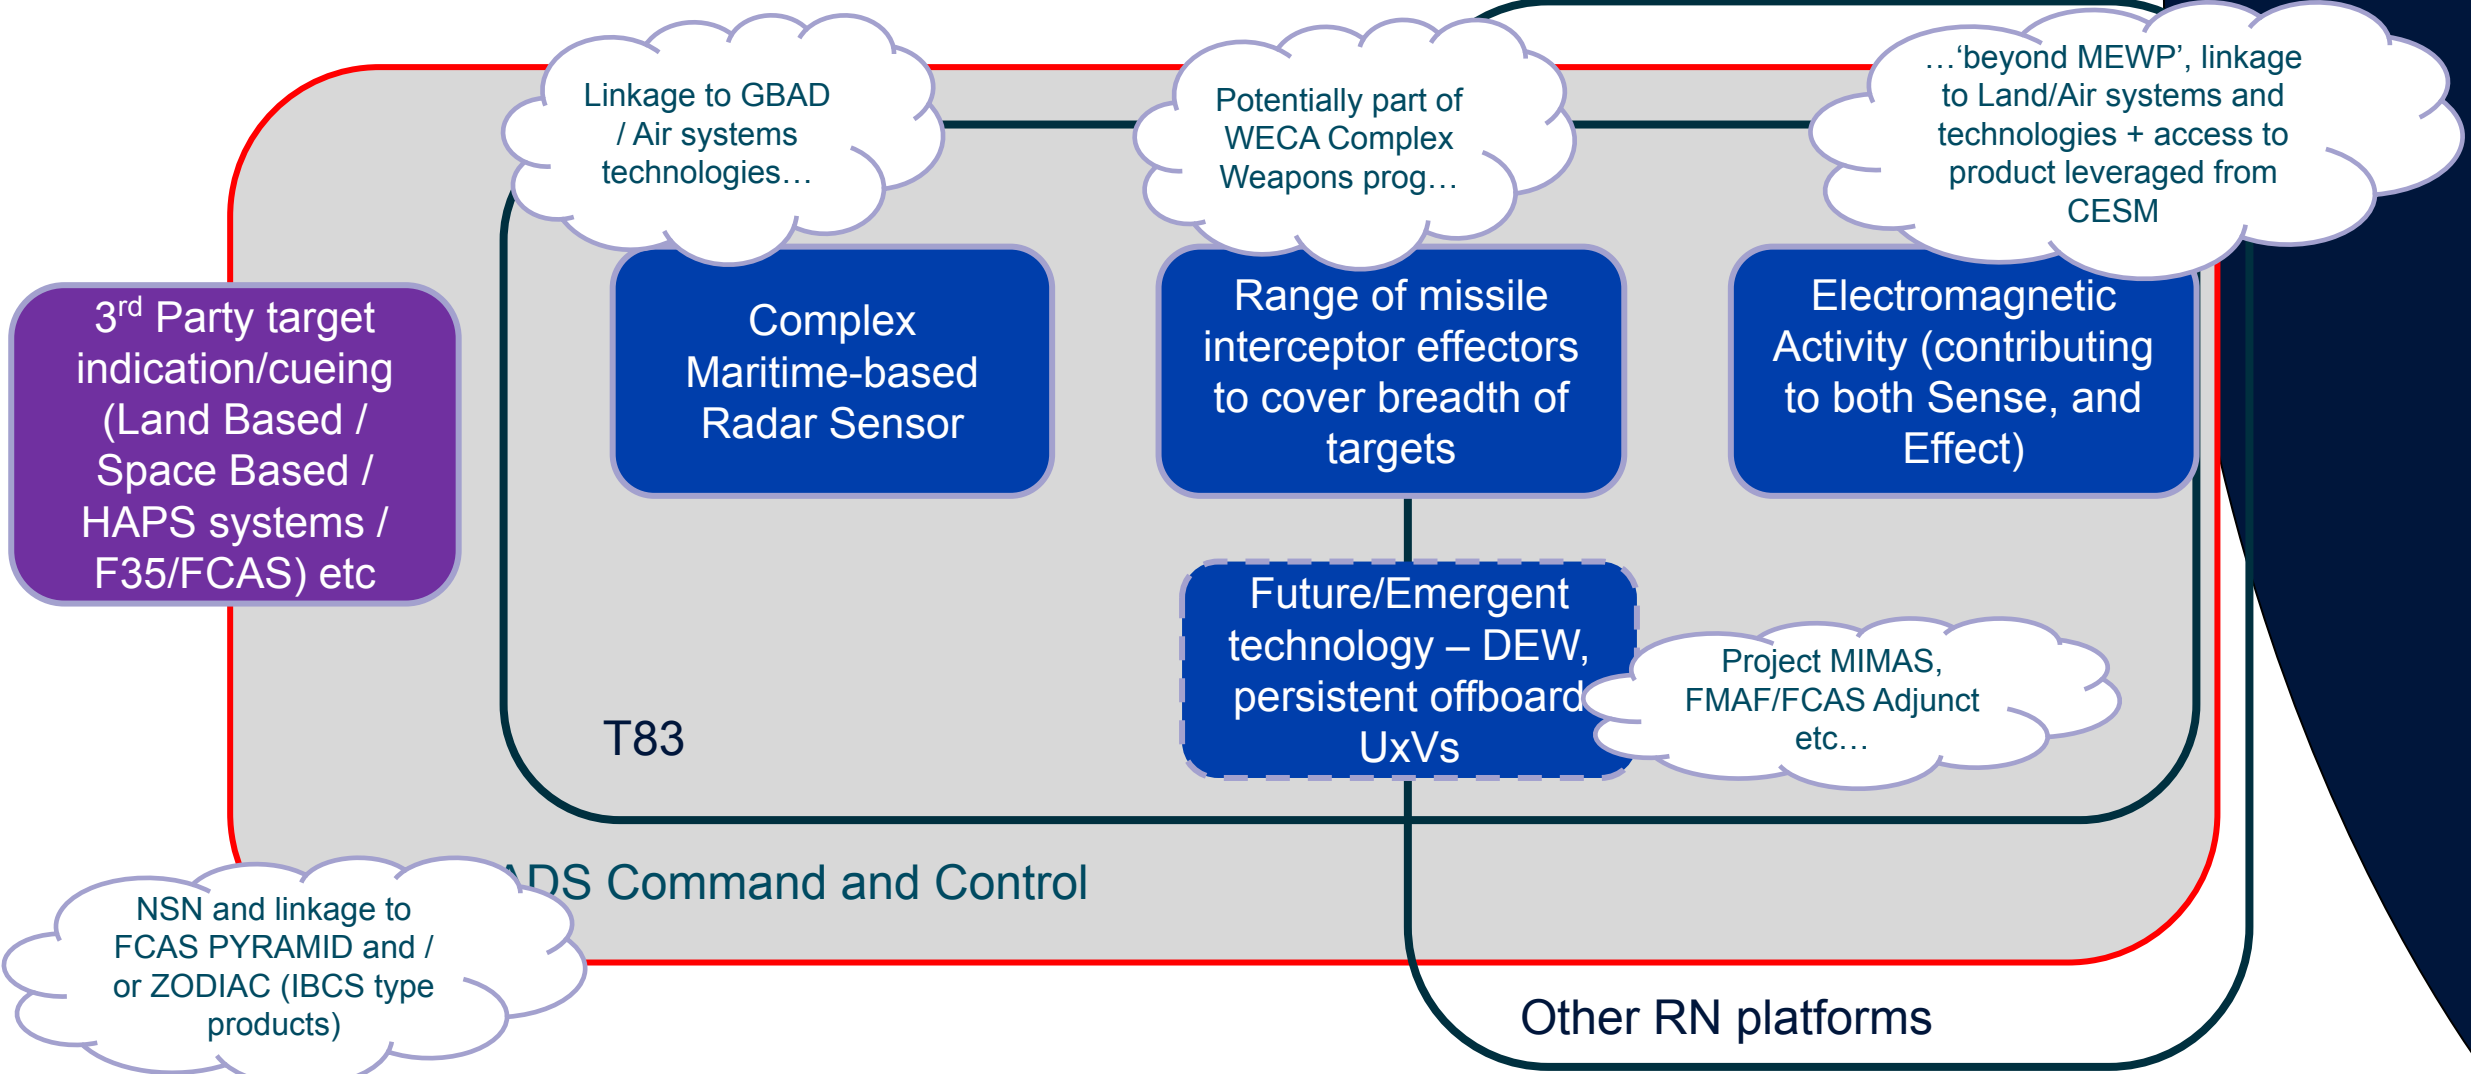 Linkage to GBAD
/ Air systems
technologies…
Potentially part of
WECA Complex
Weapons prog…
…‘beyond MEWP’, linkage
to Land/Air systems and
technologies + access to
product leveraged from
CESM
3rd Party target
indication/cueing
(Land Based /
Space Based /
HAPS systems /
F35/FCAS) etc
Complex
Maritime-based
Radar Sensor
Range of missile
interceptor effectors
to cover breadth of
targets
Electromagnetic
Activity (contributing
to both Sense, and
Effect)
Future/Emergent
technology – DEW,
persistent offboard
UxVs
Project MIMAS,
FMAF/FCAS Adjunct
etc…
T83
ADS Command and Control
NSN and linkage to
FCAS PYRAMID and /
or ZODIAC (IBCS type
products)
Other RN platforms